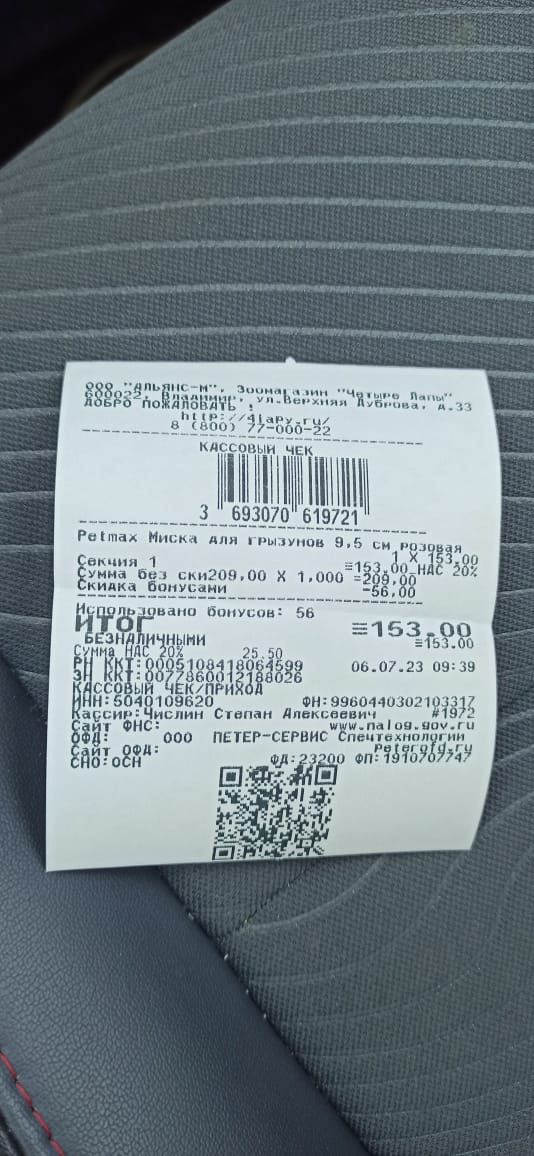 ООО "АЛЬЯНС-М", Зоомагазин "Четыре Лапы"
600022, Владимир, ул.Верхняя Дуброва, д.33
ДОБРО ПОЖАЛОВАТЬ !
http://4lapy.ru/
8 (800) 77-000-22
КАССОВЫЙ ЧЕК
3 693070 619721
Petmax Миска для грызунов 9,5 см розовая
1 X 153.00
Секция 1 ≡153.00 НДС 20%
Сумма без ски209,00 X 1,000 =209,00
Скидка бонусами =56,00
Использовано бонусов: 56
ИТОГ ≡153.00
БЕЗНАЛИЧНЫМИ ≡153.00
Сумма НДС 20% 25.50
РН ККТ:0005108418064599 06.07.23 09:39
ЗН ККТ:0077860012188026
КАССОВЫЙ ЧЕК/ПРИХОД
ИНН:5040109620 ФН:9960440302103317
Кассир:Числин Степан Алексеевич #1972
Сайт ФНС: www.nalog.gov.ru
ОФД: ООО ПЕТЕР-СЕРВИС Спецтехнологии
Сайт ОФД: peterofd.ru
СНО:ОСН ФД:23200 ФП:1910707747